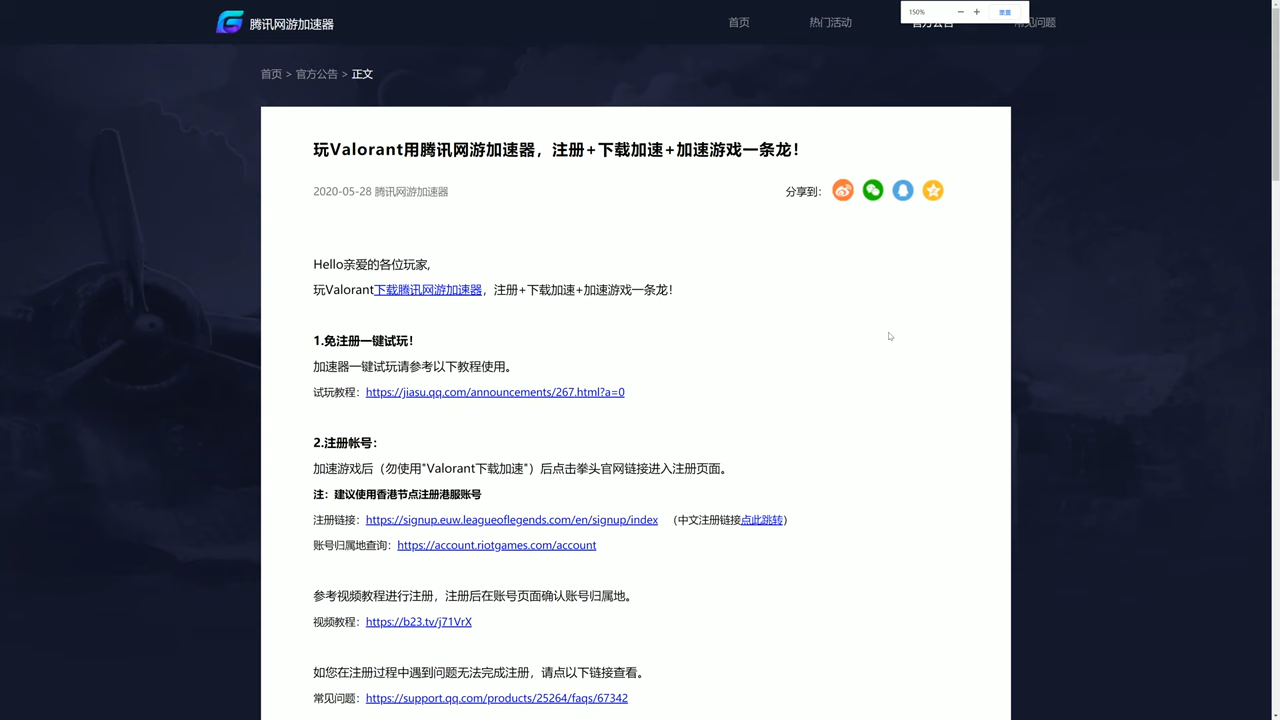 腾讯网游加速器
首页
热门活动
官方公告
常见问题
150%
重置
首页 > 官方公告 > 正文
玩Valorant用腾讯网游加速器，注册+下载加速+加速游戏一条龙！
2020-05-28 腾讯网游加速器
分享到：
Hello亲爱的各位玩家,
玩Valorant下载腾讯网游加速器，注册+下载加速+加速游戏一条龙！
1.免注册一键试玩！
加速器一键试玩请参考以下教程使用。
试玩教程：https://jiasu.qq.com/announcements/267.html?a=0
2.注册帐号：
加速游戏后（勿使用"Valorant下载加速"）后点击拳头官网链接进入注册页面。
注：建议使用香港节点注册港服账号
注册链接：https://signup.euw.leagueoflegends.com/en/signup/index （中文注册链接点此跳转）
账号归属地查询：https://account.riotgames.com/account
参考视频教程进行注册，注册后在账号页面确认账号归属地。
视频教程：https://b23.tv/j71VrX
如您在注册过程中遇到问题无法完成注册，请点以下链接查看。
常见问题：https://support.qq.com/products/25264/faqs/67342